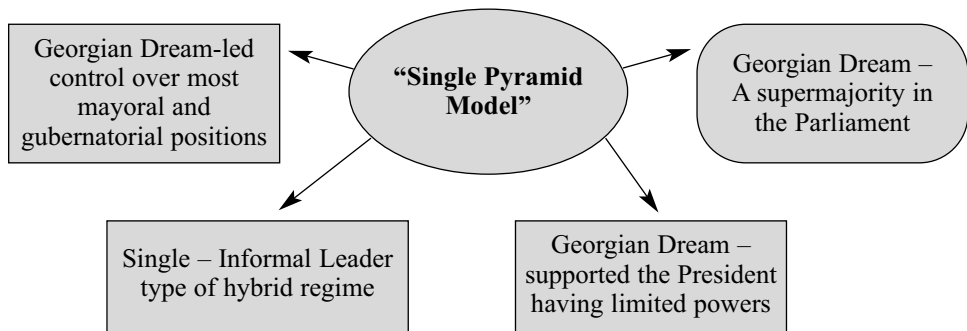 Georgian Dream-led
control over most
mayoral and
gubernatorial positions
“Single Pyramid
Model”
Georgian Dream –
A supermajority in
the Parliament
Single – Informal Leader
type of hybrid regime
Georgian Dream –
supported the President
having limited powers